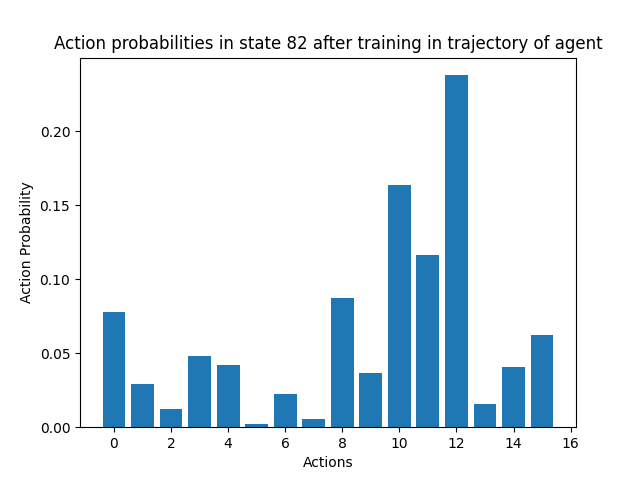 Action probabilities in state 82 after training in trajectory of agent
0.20
0.15
0.10
0.05
0.00
Action Probability
0 2 4 6 8 10 12 14 16
Actions